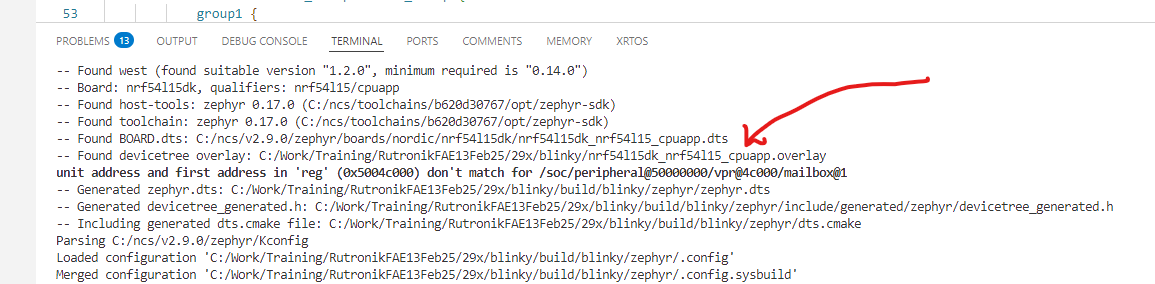 53 group1 {
PROBLEMS 13 OUTPUT DEBUG CONSOLE TERMINAL PORTS COMMENTS MEMORY XRTOS
-- Found west (found suitable version "1.2.0", minimum required is "0.14.0")
-- Board: nrf54l15dk, qualifiers: nrf54l15/cpuapp
-- Found host-tools: zephyr 0.17.0 (C:/ncs/toolchains/b620d30767/opt/zephyr-sdk)
-- Found toolchain: zephyr 0.17.0 (C:/ncs/toolchains/b620d30767/opt/zephyr-sdk)
-- Found BOARD.dts: C:/ncs/v2.9.0/zephyr/boards/nordic/nrf54l15dk/nrf54l15dk_nrf54l15_cpuapp.dts
-- Found devicetree overlay: C:/Work/Training/RutronikFAE13Feb25/29x/blinky/nrf54l15dk_nrf54l15_cpuapp.overlay
unit address and first address in 'reg' (0x5004c000) don't match for /soc/peripheral@50000000/vpr@4c000/mailbox@1
-- Generated zephyr.dts: C:/Work/Training/RutronikFAE13Feb25/29x/blinky/build/blinky/zephyr/zephyr.dts
-- Generated devicetree_generated.h: C:/Work/Training/RutronikFAE13Feb25/29x/blinky/build/blinky/zephyr/include/generated/zephyr/devicetree_generated.h
-- Including generated dts.cmake file: C:/Work/Training/RutronikFAE13Feb25/29x/blinky/build/blinky/zephyr/dts.cmake
Parsing C:/ncs/v2.9.0/zephyr/Kconfig
Loaded configuration 'C:/Work/Training/RutronikFAE13Feb25/29x/blinky/build/blinky/zephyr/.config'
Merged configuration 'C:/Work/Training/RutronikFAE13Feb25/29x/blinky/build/blinky/zephyr/.config.sysbuild'